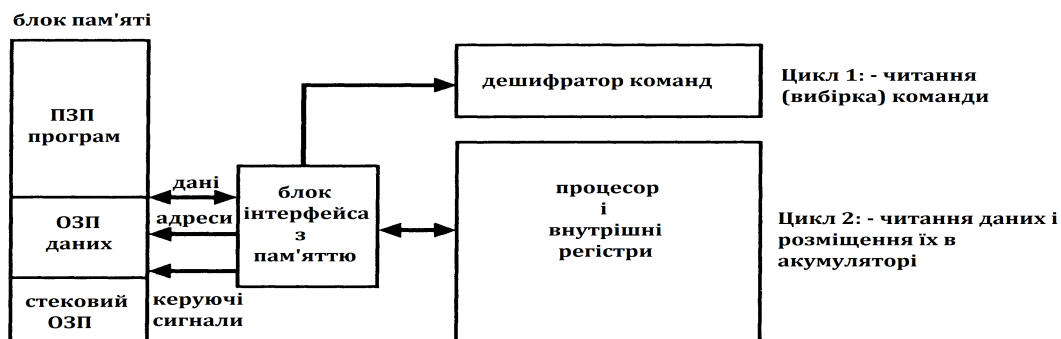 блок пам'яті
ПЗП
програм
ОЗП
даних
стековий
ОЗП
дані
адреси
керуючі
сигнали
блок
інтерфейса
з
пам'яттю
дешифратор команд
процесор
і
внутрішні
регістри
Цикл 1: - читання
(вибірка) команди
Цикл 2: - читання даних і
розміщення їх в
акумуляторі